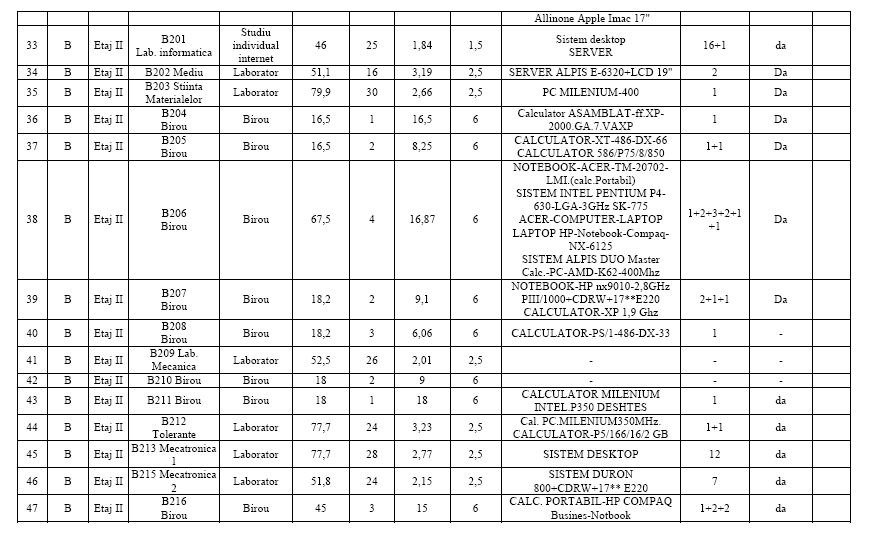 Allinone Apple Imac 17"
33 B Etaj II B201 Lab. informatica Studiu individual internet 46 25 1,84 1,5 Sistem desktop SERVER 16+1 da
34 B Etaj II B202 Mediu Laborator 51,1 16 3,19 2,5 SERVER ALPIS E-6320+LCD 19" 2 Da
35 B Etaj II B203 Stiinta Materialelor Laborator 79,9 30 2,66 2,5 PC MILENIUM-400 1 Da
36 B Etaj II B204 Birou Birou 16,5 1 16,5 6 Calculator ASAMBLAT-ff.XP-2000.GA.7.VAXP 1 Da
37 B Etaj II B205 Birou Birou 16,5 2 8,25 6 CALCULATOR-XT-486-DX-66 CALCULATOR 586/P75/8/850 1+1 Da
38 B Etaj II B206 Birou Birou 67,5 4 16,87 6 NOTEBOOK-ACER-TM-20702-LMI.(calc.Portabil) SISTEM INTEL PENTIUM P4-630-LGA-3GHz SK-775 ACER-COMPUTER-LAPTOP LAPTOP HP-Notebook-Compaq-NX-6125 SISTEM ALPIS DUO Master Calc.-PC-AMD-K62-400Mhz 1+2+3+2+1+1 Da
39 B Etaj II B207 Birou Birou 18,2 2 9,1 6 NOTEBOOK-HP nx9010-2,8GHz PIII/1000+CDRW+17**E220 CALCULATOR-XP 1,9 Ghz 2+1+1 Da
40 B Etaj II B208 Birou Birou 18,2 3 6,06 6 CALCULATOR-PS/1-486-DX-33 1 -
41 B Etaj II B209 Lab. Mecanica Laborator 52,5 26 2,01 2,5 - - -
42 B Etaj II B210 Birou Birou 18 2 9 6 - - -
43 B Etaj II B211 Birou Birou 18 1 18 6 CALCULATOR MILENIUM INTEL.P350 DESHTES 1 da
44 B Etaj II B212 Tolerante Laborator 77,7 24 3,23 2,5 Cal. PC.MILENIUM350MHz. CALCULATOR-P5/166/16/2 GB 1+1 da
45 B Etaj II B213 Mecatronica 1 Laborator 77,7 28 2,77 2,5 SISTEM DESKTOP 12 da
46 B Etaj II B215 Mecatronica 2 Laborator 51,8 24 2,15 2,5 SISTEM DURON 800+CDRW+17** E220 7 da
47 B Etaj II B216 Birou Birou 45 3 15 6 CALC. PORTABIL-HP COMPAQ Busines-Notbook 1+2+2 da